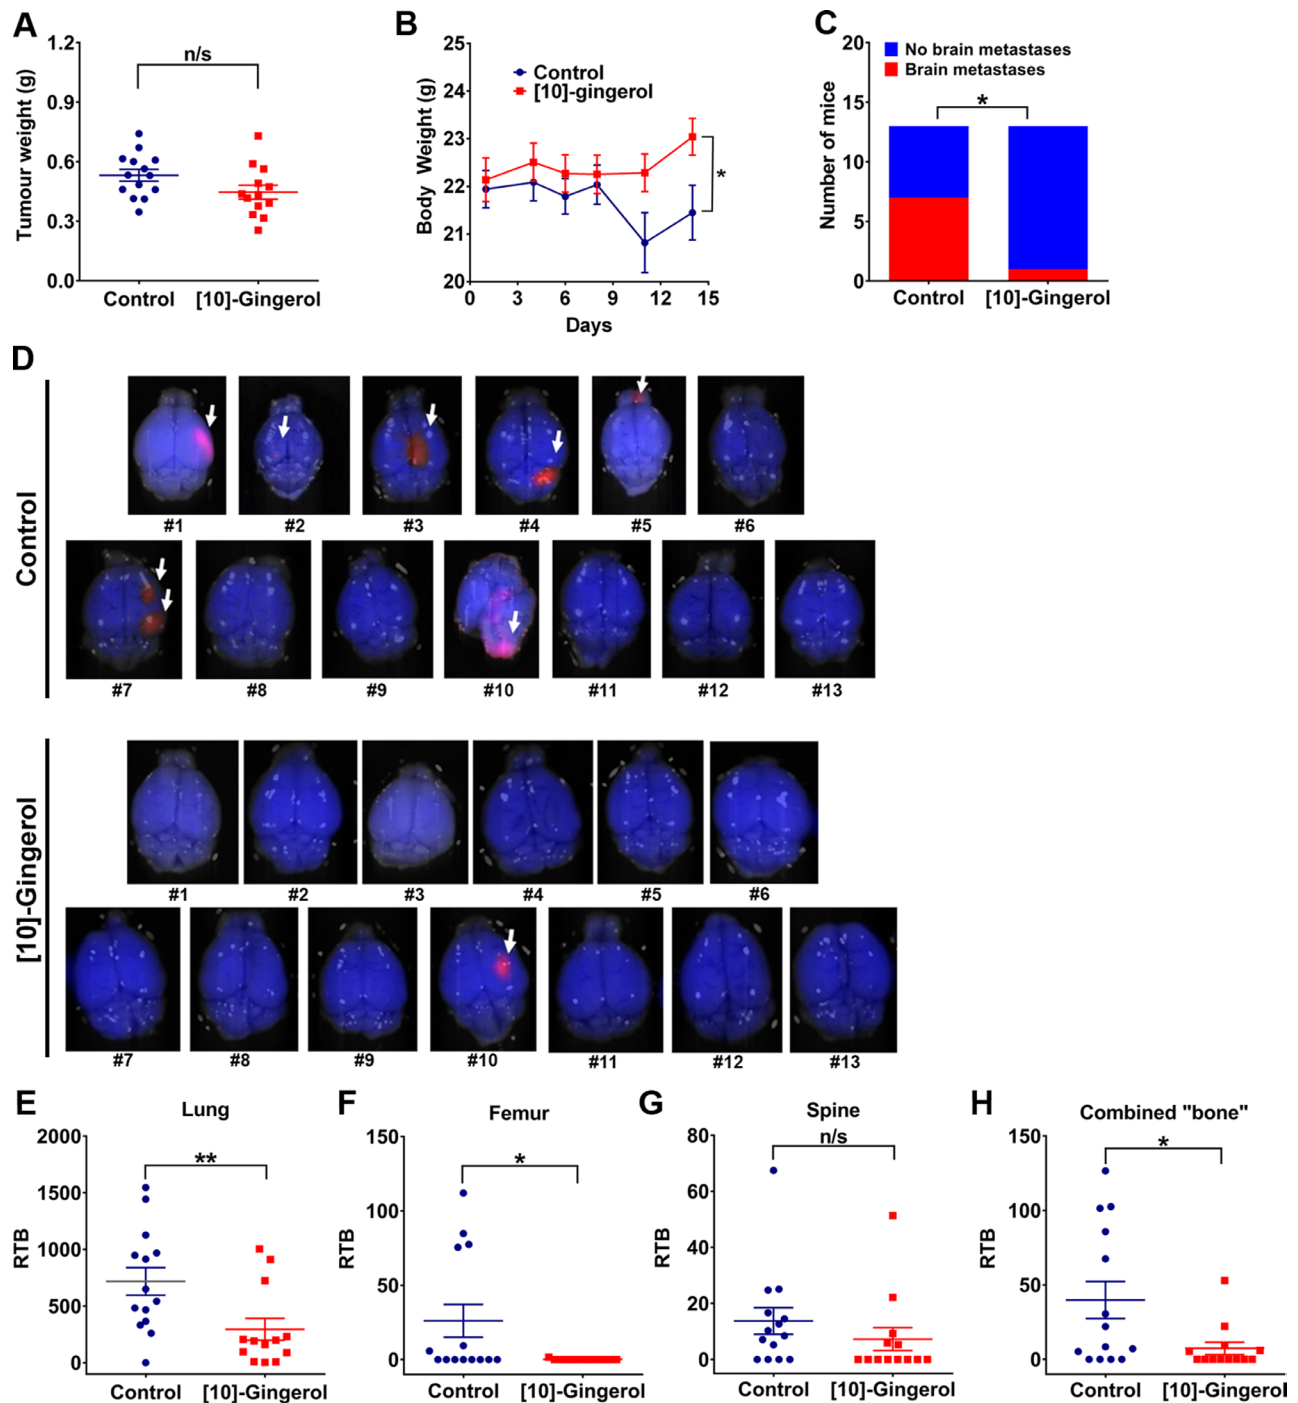 A
Tumour weight (g)
1.2
0.9
0.6
0.3
0.0
n/s
Control
[10]-Gingerol
B
Body Weight (g)
25
24
23
22
21
20
Control
[10]-gingerol
*
0 3 6 9 12 15
Days
C
Number of mice
20
15
10
5
0
No brain metastases
Brain metastases
*
Control
[10]-Gingerol
D
Control
#1 #2 #3 #4 #5 #6
#7 #8 #9 #10 #11 #12 #13
[10]-Gingerol
#1 #2 #3 #4 #5 #6
#7 #8 #9 #10 #11 #12 #13
E
Lung
RTB
2000
1500
1000
500
0
**
Control
[10]-Gingerol
F
Femur
RTB
150
100
50
0
*
Control
[10]-Gingerol
G
Spine
RTB
80
60
40
20
0
n/s
Control
[10]-Gingerol
H
Combined "bone"
RTB
150
100
50
0
*
Control
[10]-Gingerol